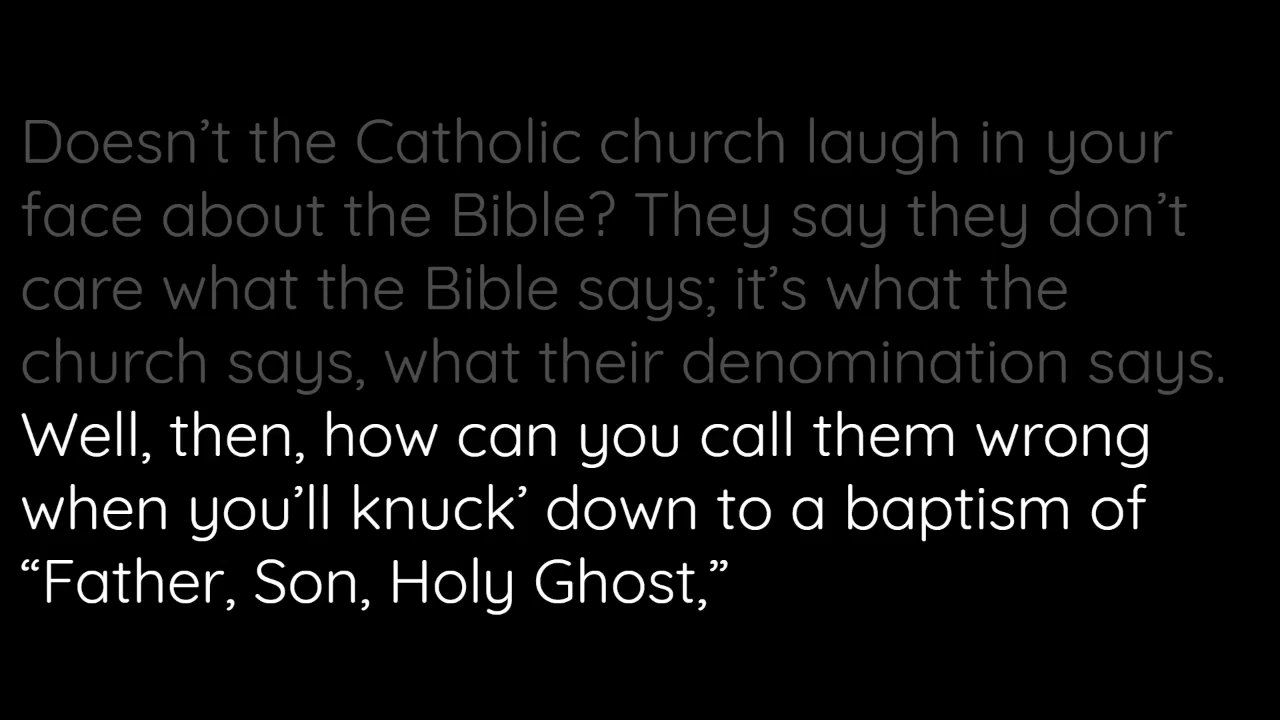 Doesn’t the Catholic church laugh in your
face about the Bible? They say they don’t
care what the Bible says; it’s what the
church says, what their denomination says.
Well, then, how can you call them wrong
when you’ll knuck’ down to a baptism of
“Father, Son, Holy Ghost,”